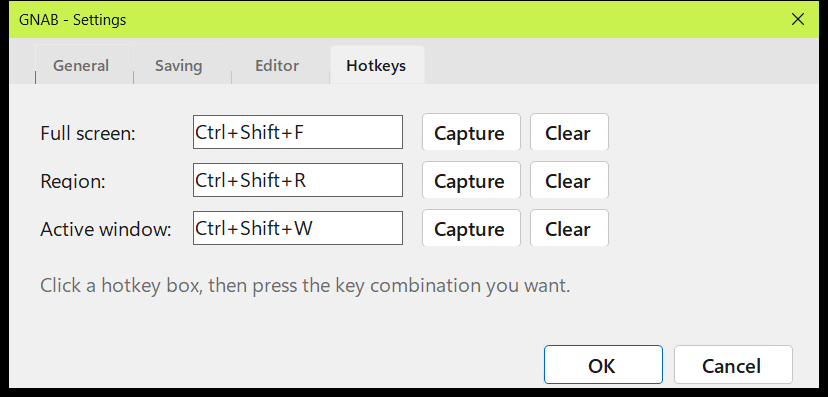 GNAB - Settings
General Saving Editor Hotkeys
Full screen: Ctrl+Shift+F Capture Clear
Region: Ctrl+Shift+R Capture Clear
Active window: Ctrl+Shift+W Capture Clear
Click a hotkey box, then press the key combination you want.
OK Cancel